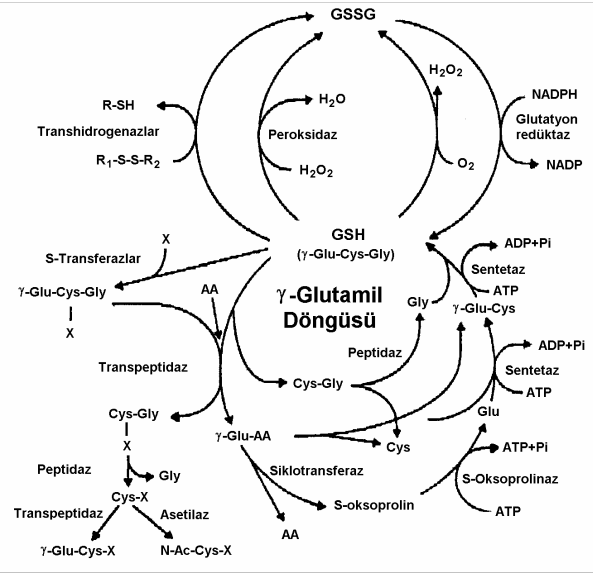 GSSG
H₂O₂
R-SH
H₂O
NADPH
Transhidrogenazlar
Peroksidaz
Glutatyon
redüktaz
R₁-S-S-R₂
H₂O₂
O₂
NADP
GSH
(γ-Glu-Cys-Gly)
X
ADP+Pi
S-Transferazlar
Sentetaz
γ-Glu-Cys-Gly
X
AA
γ-Glutamil
Döngüsü
Gly
ATP
γ-Glu-Cys
Transpeptidaz
Peptidaz
ADP+Pi
Sentetaz
Cys-Gly
ATP
Cys-Gly
X
Glu
γ-Glu-AA
Cys
ATP+Pi
Peptidaz
Gly
Siklotransferaz
S-Oksoprolinaz
Cys-X
S-oksoprolin
ATP
Transpeptidaz
Asetilaz
AA
γ-Glu-Cys-X
N-Ac-Cys-X